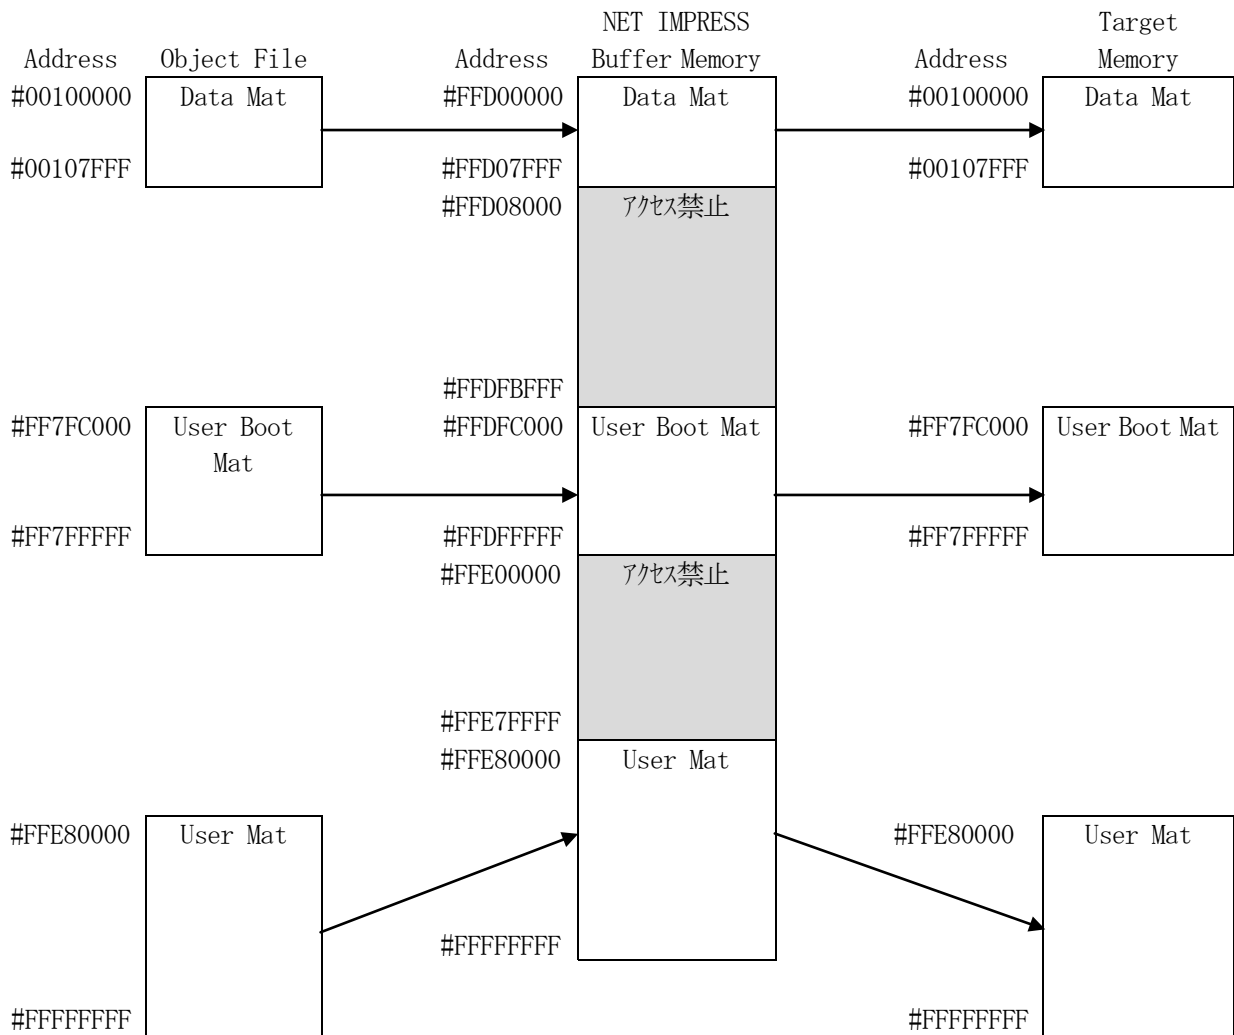 NET IMPRESS Target
Address Object File Address Buffer Memory Address Memory
#00100000 Data Mat #FFD00000 Data Mat #00100000 Data Mat
#00107FFF #FFD07FFF #00107FFF
#FFD08000 アクセス禁止
#FFDFBFFF
#FF7FC000 User Boot #FFDFC000 User Boot Mat #FF7FC000 User Boot Mat
Mat
#FF7FFFFF #FFDFFFFF #FF7FFFFF
#FFE00000 アクセス禁止
#FFE7FFFF
#FFE80000 User Mat
#FFE80000 User Mat #FFE80000 User Mat
#FFFFFFFF
#FFFFFFFF #FFFFFFFF